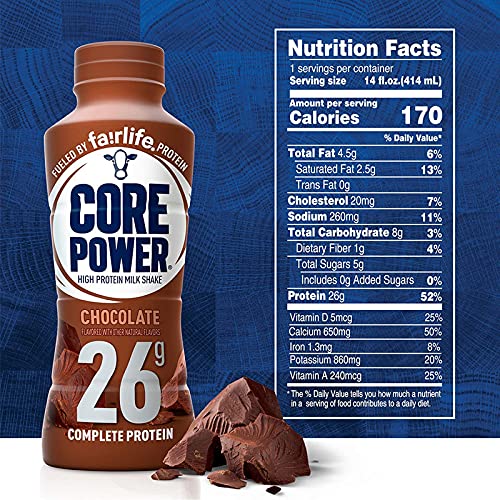 FUELED BY fa!rlife. PROTEIN
CORE
POWER®
HIGH PROTEIN MILK SHAKE
CHOCOLATE
FLAVORED WITH OTHER NATURAL FLAVORS
26g
COMPLETE PROTEIN
Nutrition Facts
1 servings per container
Serving size 14 fl.oz.(414 mL)
Amount per serving
Calories 170
% Daily Value*
Total Fat 4.5g 6%
Saturated Fat 2.5g 13%
Trans Fat 0g
Cholesterol 20mg 7%
Sodium 260mg 11%
Total Carbohydrate 8g 3%
Dietary Fiber 1g 4%
Total Sugars 5g
Includes 0g Added Sugars 0%
Protein 26g 52%
Vitamin D 5mcg 25%
Calcium 650mg 50%
Iron 1.3mg 8%
Potassium 860mg 20%
Vitamin A 240mcg 25%
*The % Daily Value tells you how much a nutrient
in a serving of food contributes to a daily diet.